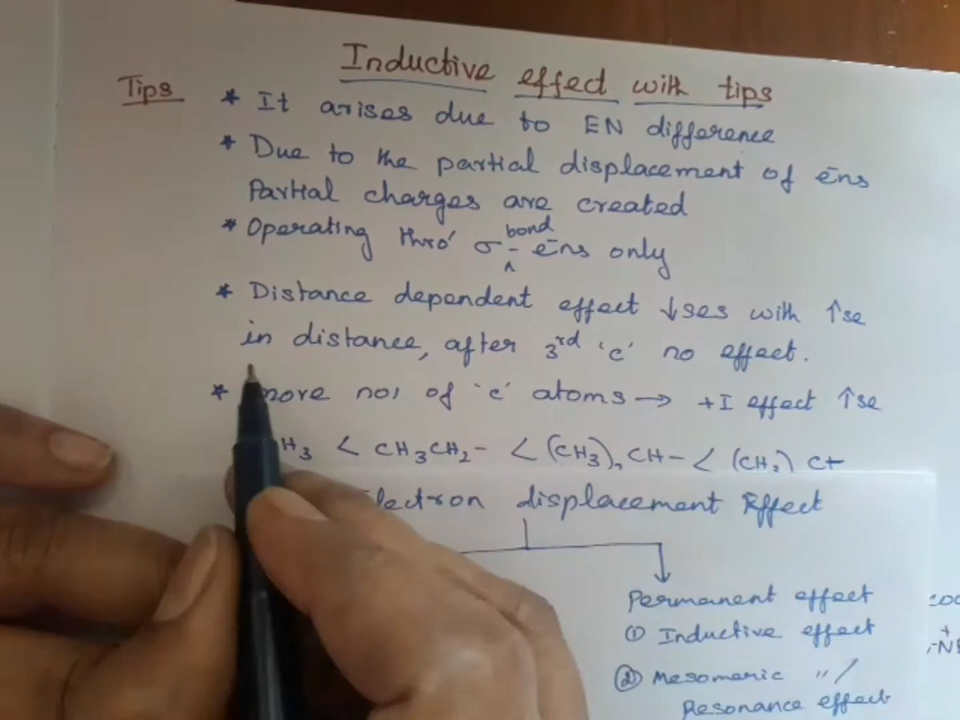 Inductive effect with tips
Tips * It arises due to EN difference
* Due to the partial displacement of ēns
Partial charges are created
* Operating thro' σ- bond ēns only
* Distance dependent effect ↓ses with ↑se
in distance, after 3rd 'c' no effect.
* more no. of 'c' atoms → +I effect ↑se
H3 < CH3CH2- < (CH3)2 CH- < (CH3)
Electron displacement Effect
Permanent effect
① Inductive effect
② Mesomeric "/
Resonance effect